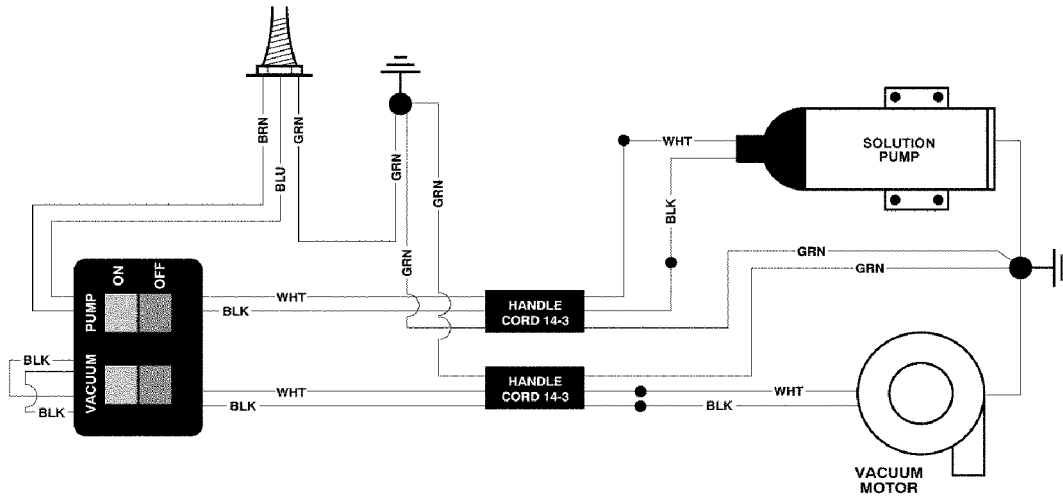 BRN
BLU
GRN
GRN
GRN
GRN
WHT
BLK
SOLUTION
PUMP
GRN
GRN
ON
OFF
PUMP
VACUUM
WHT
BLK
HANDLE
CORD 14-3
BLK
BLK
WHT
BLK
HANDLE
CORD 14-3
WHT
BLK
VACUUM
MOTOR